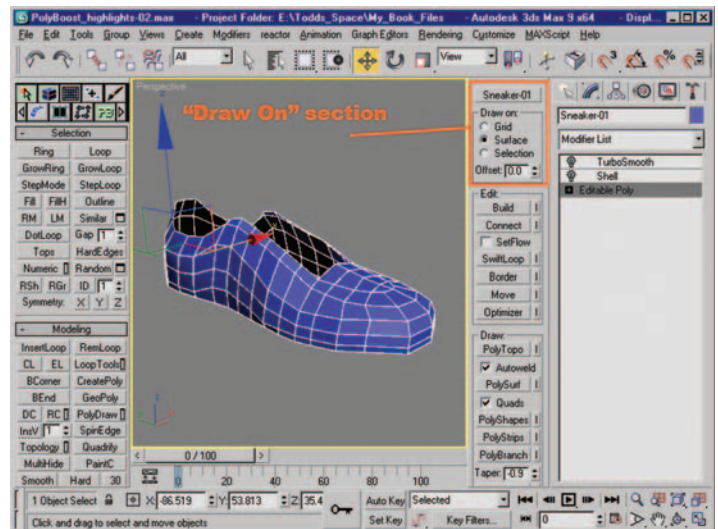 PolyBoost_highlights-02.max - Project Folder: E:\Todds_Space\My_Book_Files - Autodesk 3ds Max 9 x64 - Displ...
File Edit Tools Group Views Create Modifiers reactor Animation Graph Editors Rendering Customize MAXScript Help
All
View
Perspective
"Draw On" section
z
z
Selection
Ring Loop
GrowRing GrowLoop
StepMode StepLoop
Fill FillH Outline
RM LM Similar
DotLoop Gap 1
Tops HardEdges
Numeric Random
RSh RGr ID 1
Symmetry: X Y Z
Modeling
InsertLoop RemLoop
CL EL LoopTools
BCorner CreatePoly
BEnd GeoPoly
DC RC PolyDraw
InsV 1 SpinEdge
Topology Quadrify
MultiHide PaintC
Smooth Hard 30
Sneaker-01
Draw on:
Grid
Surface
Selection
Offset: 0.0
Edit:
Build I
Connect I
SetFlow
SwiftLoop I
Border I
Move I
Optimizer I
Draw:
PolyTopo I
Autoweld
PolySurf I
Quads
PolyShapes I
PolyStrips I
PolyBranch I
Taper: -0.9
Sneaker-01
Modifier List
TurboSmooth
Shell
Editable Poly
0 / 100
0 20 40 60 80 100
1 Object Select X: -86.519 Y: 53.813 Z: 35.4 Auto Key Selected
Click and drag to select and move objects Set Key Key Filters... 0